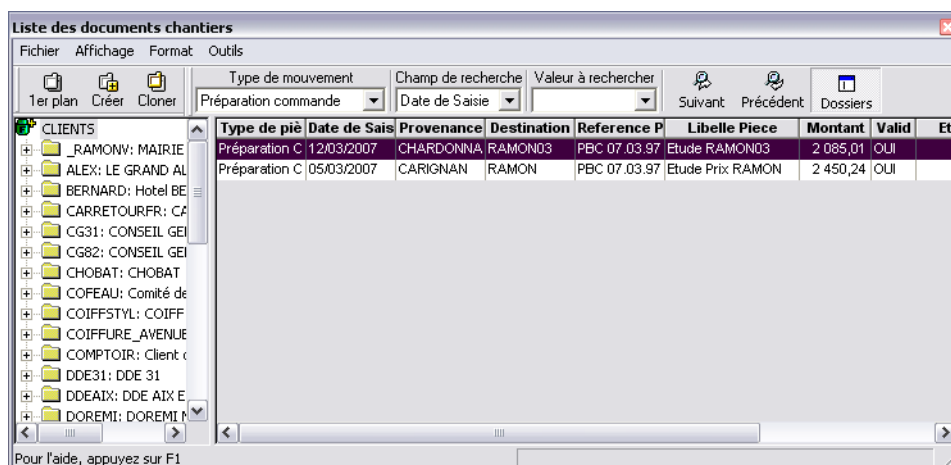 Liste des documents chantiers
Fichier Affichage Format Outils
1er plan Créer Cloner
Type de mouvement
Préparation commande
Champ de recherche
Date de Saisie
Valeur à rechercher
Suivant Précédent Dossiers
CLIENTS
_RAMONV: MAIRIE
ALEX: LE GRAND AL
BERNARD: Hotel BE
CARRETOURFR: CA
CG31: CONSEIL GEI
CG82: CONSEIL GEI
CHOBAT: CHOBAT
COFEAU: Comité de
COIFFSTYL: COIFF
COIFFURE_AVENUE
COMPTOIR: Client c
DDE31: DDE 31
DDEAIX: DDE AIX E
DOREMI: DOREMI M
Type de piè Date de Sais Provenance Destination Reference P Libelle Piece Montant Valid Et
Préparation C 12/03/2007 CHARDONNA RAMON03 PBC 07.03.97 Etude RAMON03 2 085,01 OUI
Préparation C 05/03/2007 CARIGNAN RAMON PBC 07.03.97 Etude Prix RAMON 2 450,24 OUI
Pour l'aide, appuyez sur F1